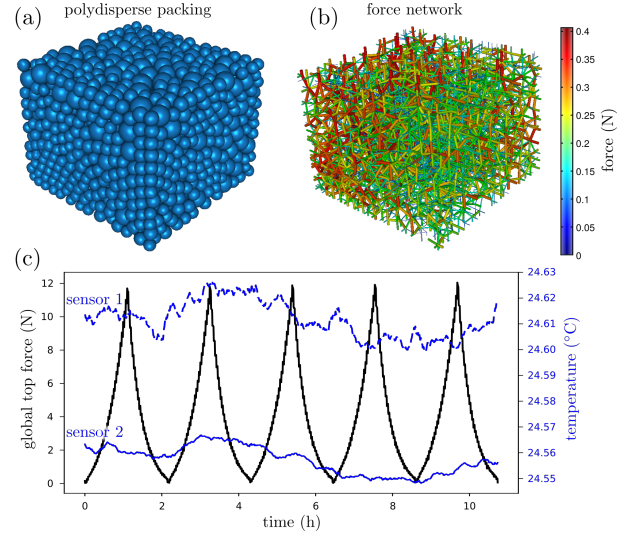 (a) polydisperse packing
(b) force network
0.4
0.35
0.3
0.25
0.2
0.15
0.1
0.05
0
force (N)
(c)
12
10
8
6
4
2
0
global top force (N)
sensor 1
sensor 2
24.63
24.62
24.61
24.60
24.59
24.58
24.57
24.56
24.55
temperature (°C)
0 2 4 6 8 10
time (h)